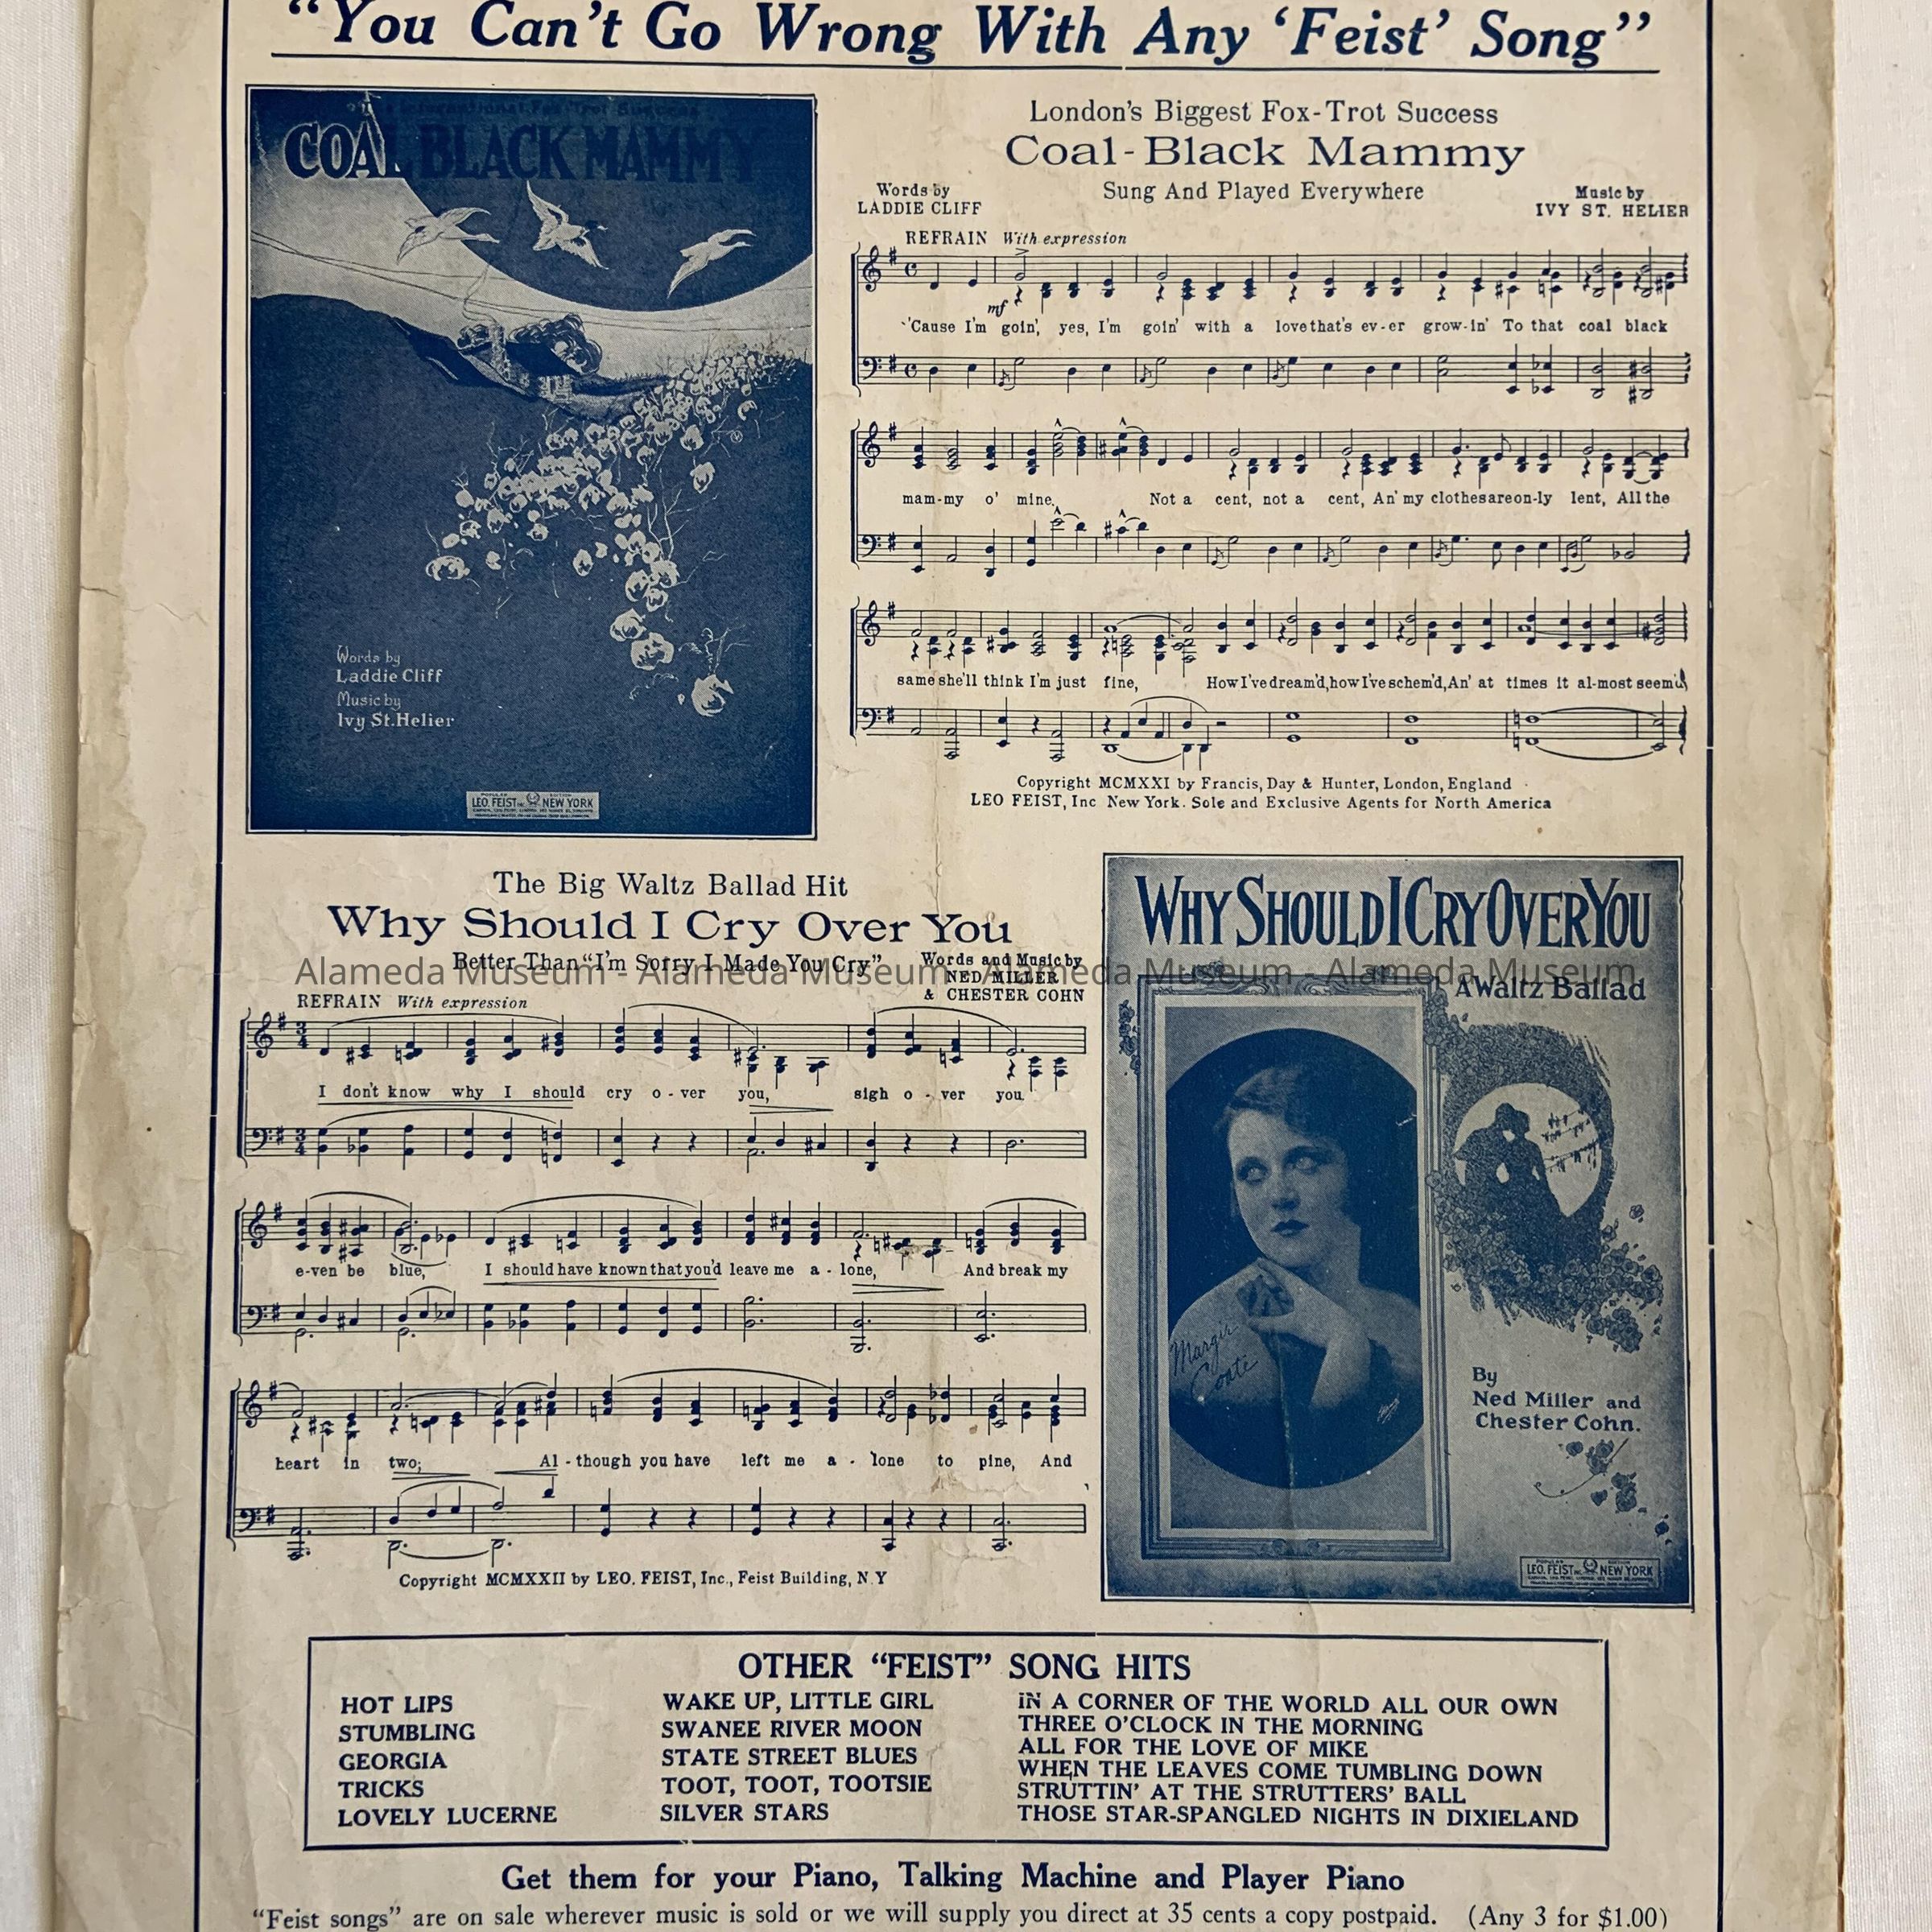 “You Can't Go Wrong With Any ‘Feist’ Song”
International Fox Trot Success
COAL BLACK MAMMY
Words by
Laddie Cliff
Music by
Ivy St. Helier
LEO. FEIST INC. NEW YORK
London's Biggest Fox-Trot Success
Coal-Black Mammy
Words by
LADDIE CLIFF
Sung And Played Everywhere
Music by
IVY ST. HELIER
REFRAIN With expression
mf
'Cause I'm goin', yes, I'm goin' with a love that's ev-er grow-in' To that coal black
mam-my o' mine, Not a cent, not a cent, An' my clothes are on-ly lent, All the
same she'll think I'm just fine, How I've dream'd, how I've schem'd, An' at times it al-most seem'd,
Copyright MCMXXI by Francis, Day & Hunter, London, England
LEO FEIST, Inc New York. Sole and Exclusive Agents for North America
The Big Waltz Ballad Hit
Why Should I Cry Over You
Better Than “I'm Sorry I Made You Cry”
Words and Music by
NED MILLER
& CHESTER COHN
Alameda Museum - Alameda Museum - Alameda Museum - Alameda Museum
REFRAIN With expression
I don't know why I should cry o-ver you, sigh o-ver you
e-ven be blue, I should have known that you'd leave me a-lone, And break my
heart in two; Al-though you have left me a-lone to pine, And
Copyright MCMXXII by LEO. FEIST, Inc., Feist Building, N.Y
WHY SHOULD I CRY OVER YOU
A Waltz Ballad
Margie
Coate
By
Ned Miller and
Chester Cohn.
LEO. FEIST INC. NEW YORK
OTHER “FEIST” SONG HITS
HOT LIPS
STUMBLING
GEORGIA
TRICKS
LOVELY LUCERNE
WAKE UP, LITTLE GIRL
SWANEE RIVER MOON
STATE STREET BLUES
TOOT, TOOT, TOOTSIE
SILVER STARS
IN A CORNER OF THE WORLD ALL OUR OWN
THREE O'CLOCK IN THE MORNING
ALL FOR THE LOVE OF MIKE
WHEN THE LEAVES COME TUMBLING DOWN
STRUTTIN' AT THE STRUTTERS' BALL
THOSE STAR-SPANGLED NIGHTS IN DIXIELAND
Get them for your Piano, Talking Machine and Player Piano
“Feist songs” are on sale wherever music is sold or we will supply you direct at 35 cents a copy postpaid. (Any 3 for $1.00)